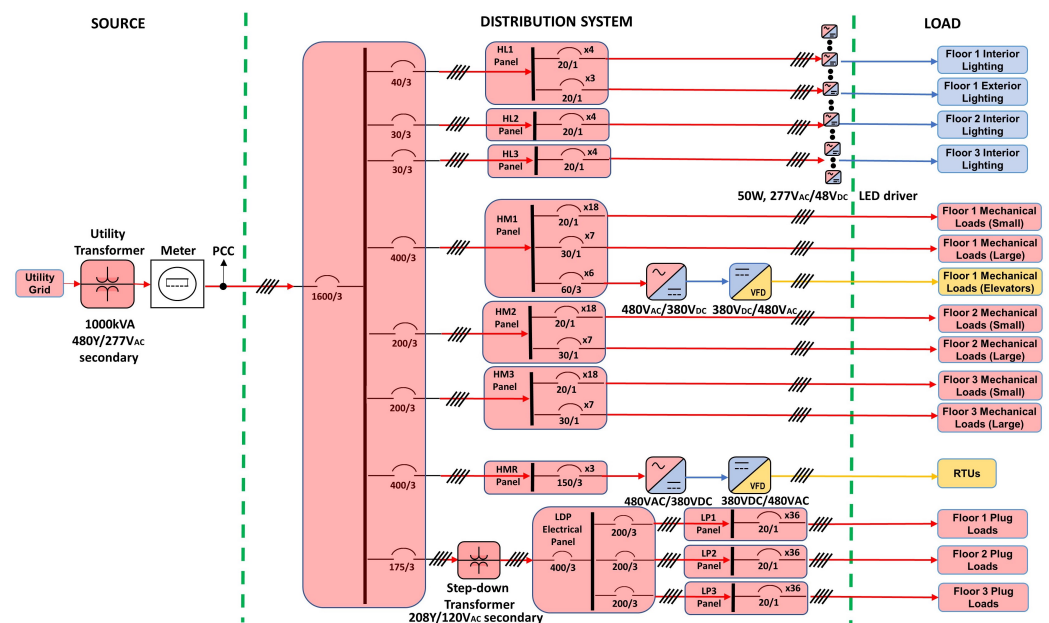 SOURCE
DISTRIBUTION SYSTEM
LOAD
Utility
Grid
Utility
Transformer
1000kVA
480Y/277VAC
secondary
Meter
PCC
1600/3
40/3
30/3
30/3
400/3
200/3
200/3
400/3
175/3
HL1
Panel
x4
20/1
x3
20/1
HL2
Panel
x4
20/1
HL3
Panel
x4
20/1
50W, 277VAC/48VDC LED driver
Floor 1 Interior
Lighting
Floor 1 Exterior
Lighting
Floor 2 Interior
Lighting
Floor 3 Interior
Lighting
HM1
Panel
x18
20/1
x7
30/1
x6
60/3
480VAC/380VDC
VFD
380VDC/480VAC
Floor 1 Mechanical
Loads (Small)
Floor 1 Mechanical
Loads (Large)
Floor 1 Mechanical
Loads (Elevators)
HM2
Panel
x18
20/1
x7
30/1
Floor 2 Mechanical
Loads (Small)
Floor 2 Mechanical
Loads (Large)
HM3
Panel
x18
20/1
x7
30/1
Floor 3 Mechanical
Loads (Small)
Floor 3 Mechanical
Loads (Large)
HMR
Panel
x3
150/3
480VAC/380VDC
VFD
380VDC/480VAC
RTUs
Step-down
Transformer
208Y/120VAC secondary
LDP
Electrical
Panel
400/3
200/3
200/3
200/3
LP1
Panel
x36
20/1
LP2
Panel
x36
20/1
LP3
Panel
x36
20/1
Floor 1 Plug
Loads
Floor 2 Plug
Loads
Floor 3 Plug
Loads